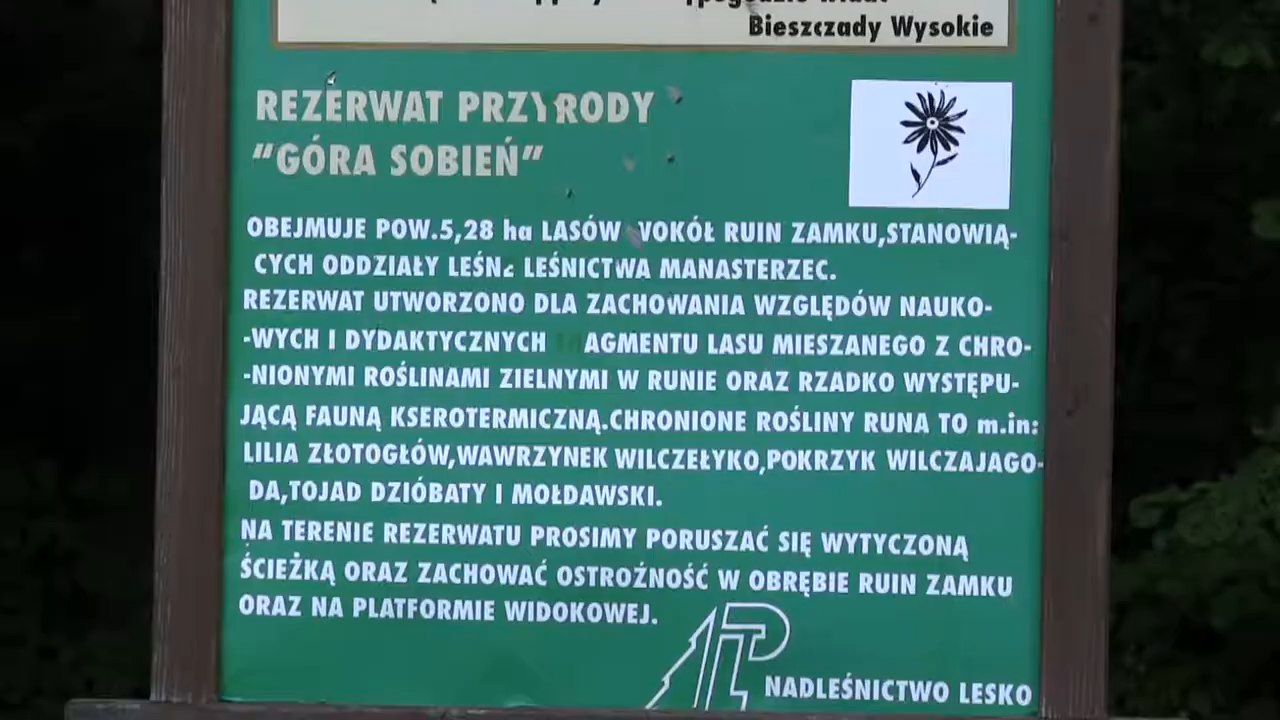 Bieszczady Wysokie
REZERWAT PRZYRODY
"GÓRA SOBIEŃ"
OBEJMUJE POW.5,28 ha LASÓW VOKÓŁ RUIN ZAMKU,STANOWIĄ-
CYCH ODDZIAŁY LEŚN LEŚNICTWA MANASTERZEC.
REZERWAT UTWORZONO DLA ZACHOWANIA WZGLĘDÓW NAUKO-
-WYCH I DYDAKTYCZNYCH AGMENTU LASU MIESZANEGO Z CHRO-
-NIONYMI ROŚLINAMI ZIELNYMI W RUNIE ORAZ RZADKO WYSTĘPU-
JĄCĄ FAUNĄ KSEROTERMICZNĄ.CHRONIONE ROŚLINY RUNA TO m.in:
LILIA ZŁOTOGŁÓW,WAWRZYNEK WILCZEŁYKO,POKRZYK WILCZAJAGO-
DA,TOJAD DZIÓBATY I MOŁDAWSKI.
NA TERENIE REZERWATU PROSIMY PORUSZAĆ SIĘ WYTYCZONĄ
ŚCIEŻKĄ ORAZ ZACHOWAĆ OSTROŻNOŚĆ W OBRĘBIE RUIN ZAMKU
ORAZ NA PLATFORMIE WIDOKOWEJ.
NADLEŚNICTWO LESKO